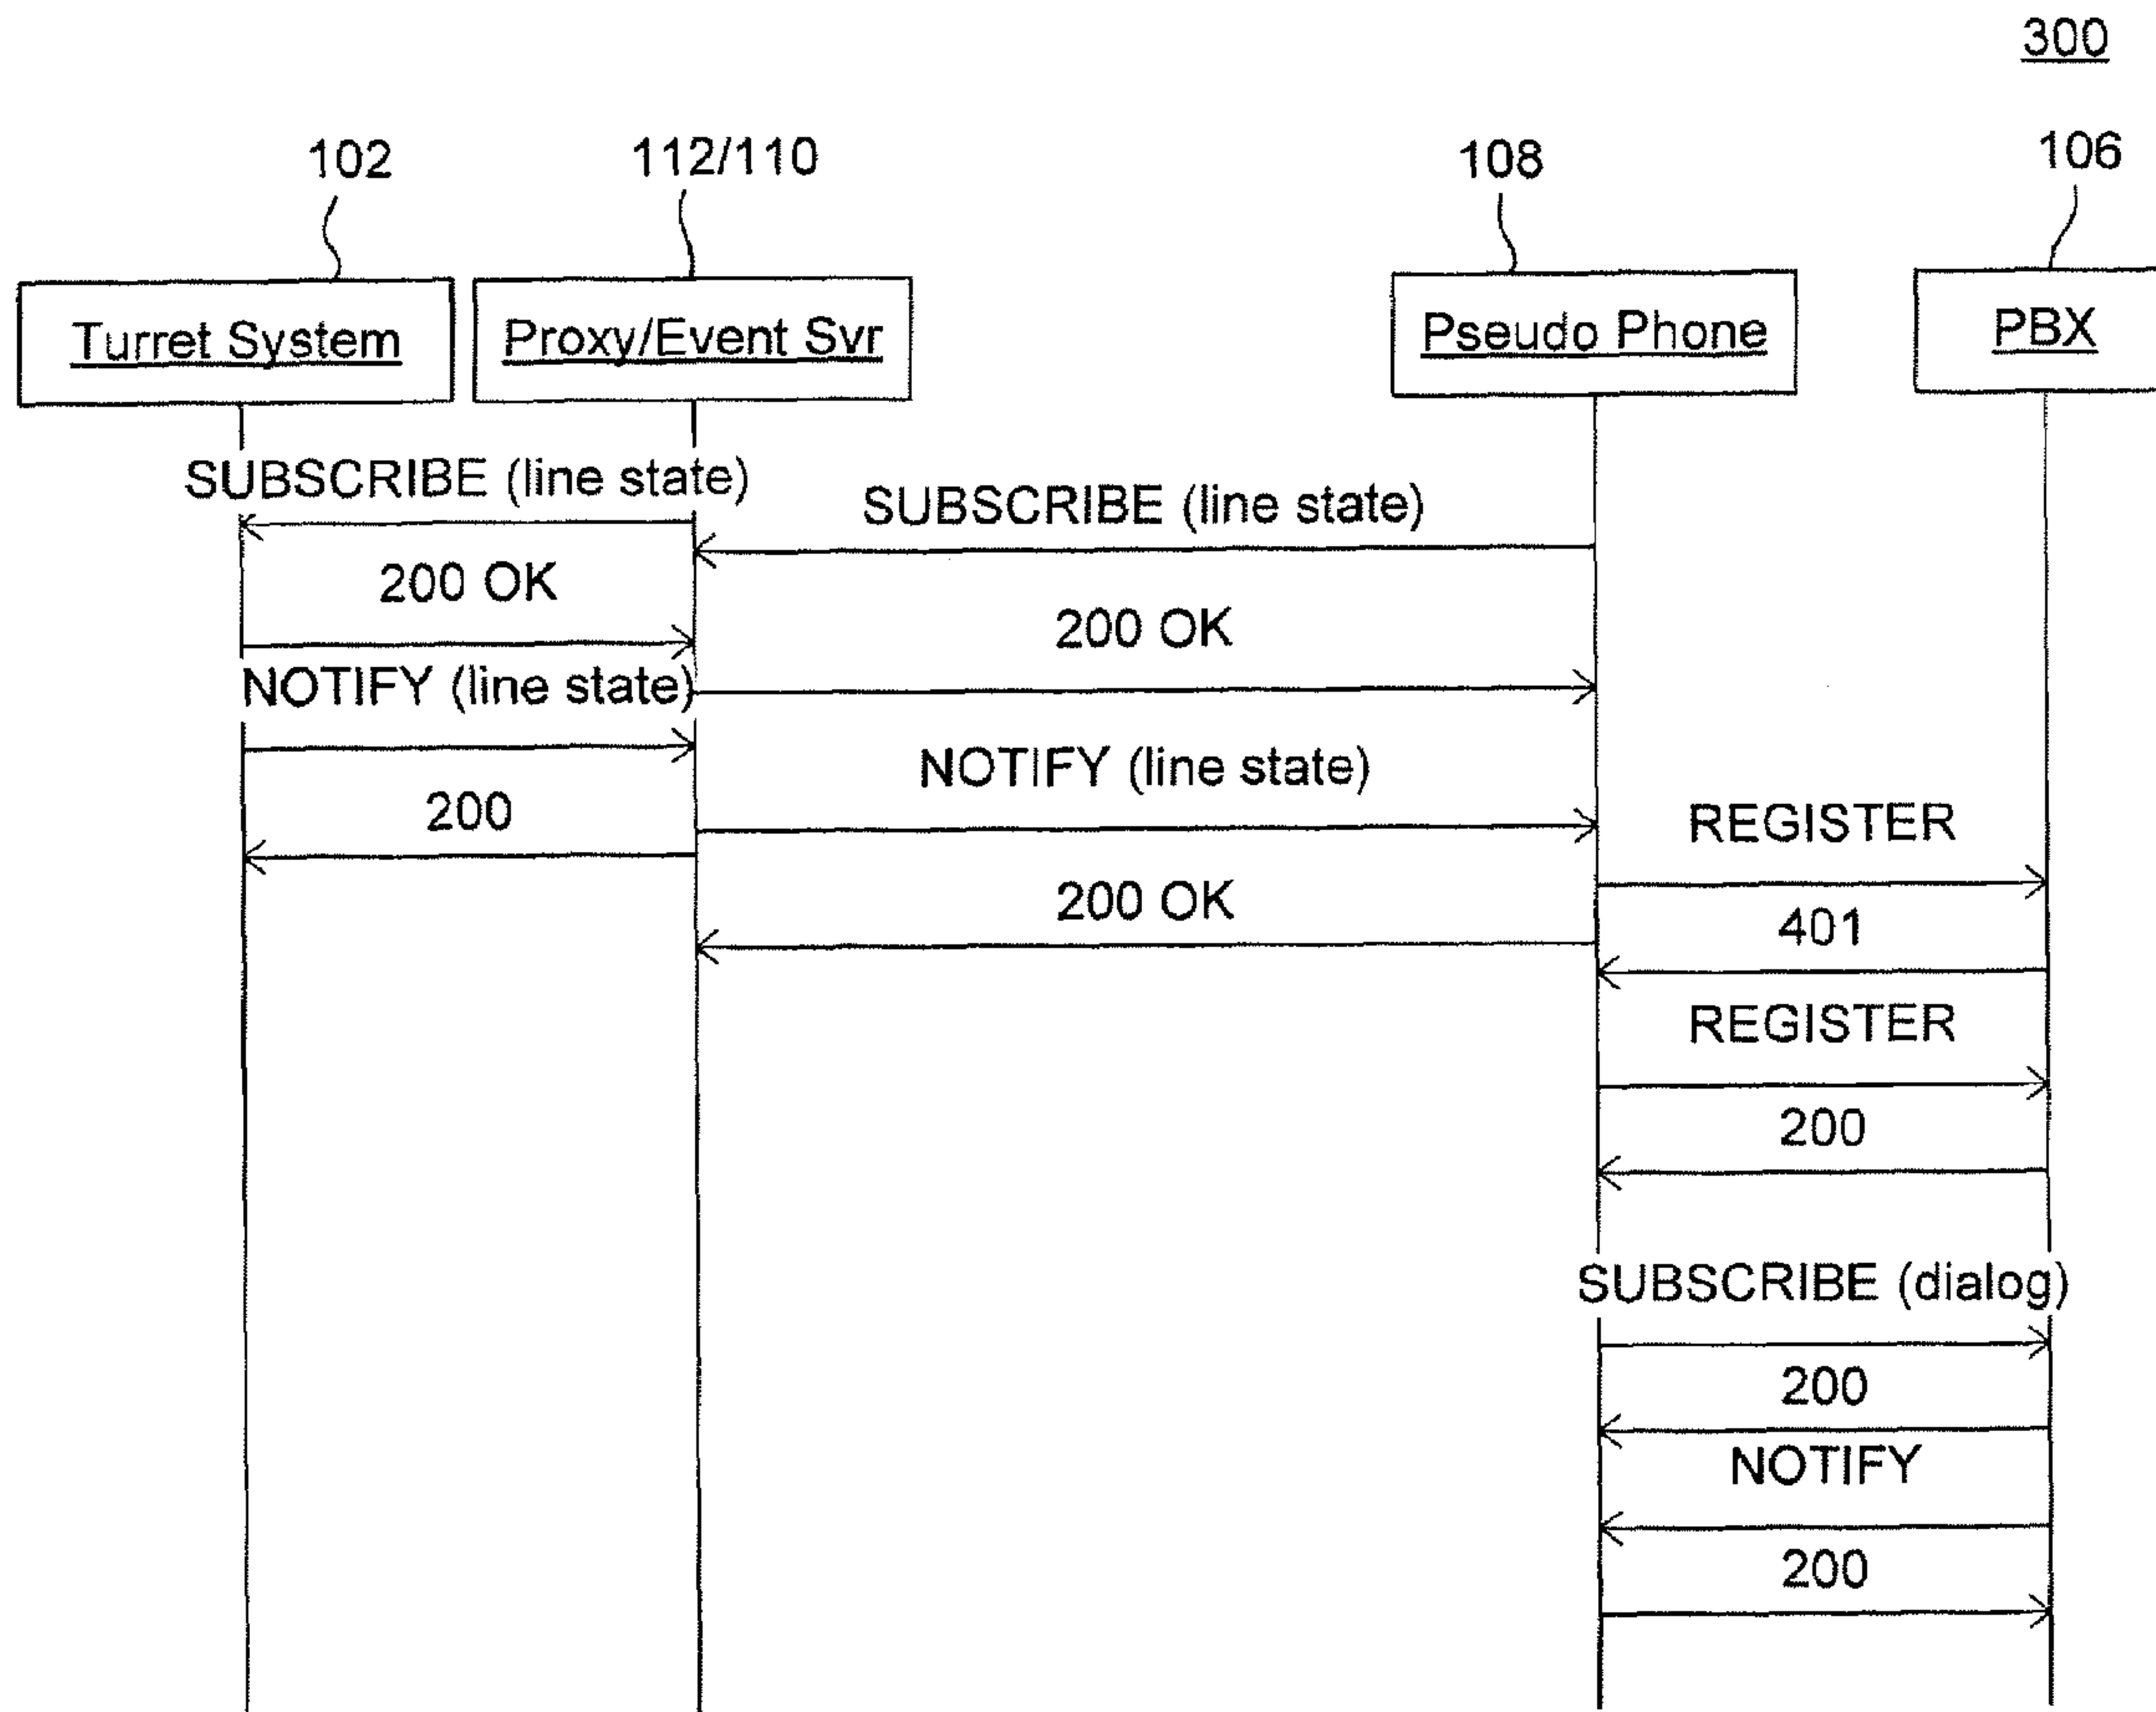 300
102
112/110
108
106
Turret System
Proxy/Event Svr
Pseudo Phone
PBX
SUBSCRIBE (line state)
SUBSCRIBE (line state)
200 OK
200 OK
NOTIFY (line state)
NOTIFY (line state)
200
REGISTER
200 OK
401
REGISTER
200
SUBSCRIBE (dialog)
200
NOTIFY
200